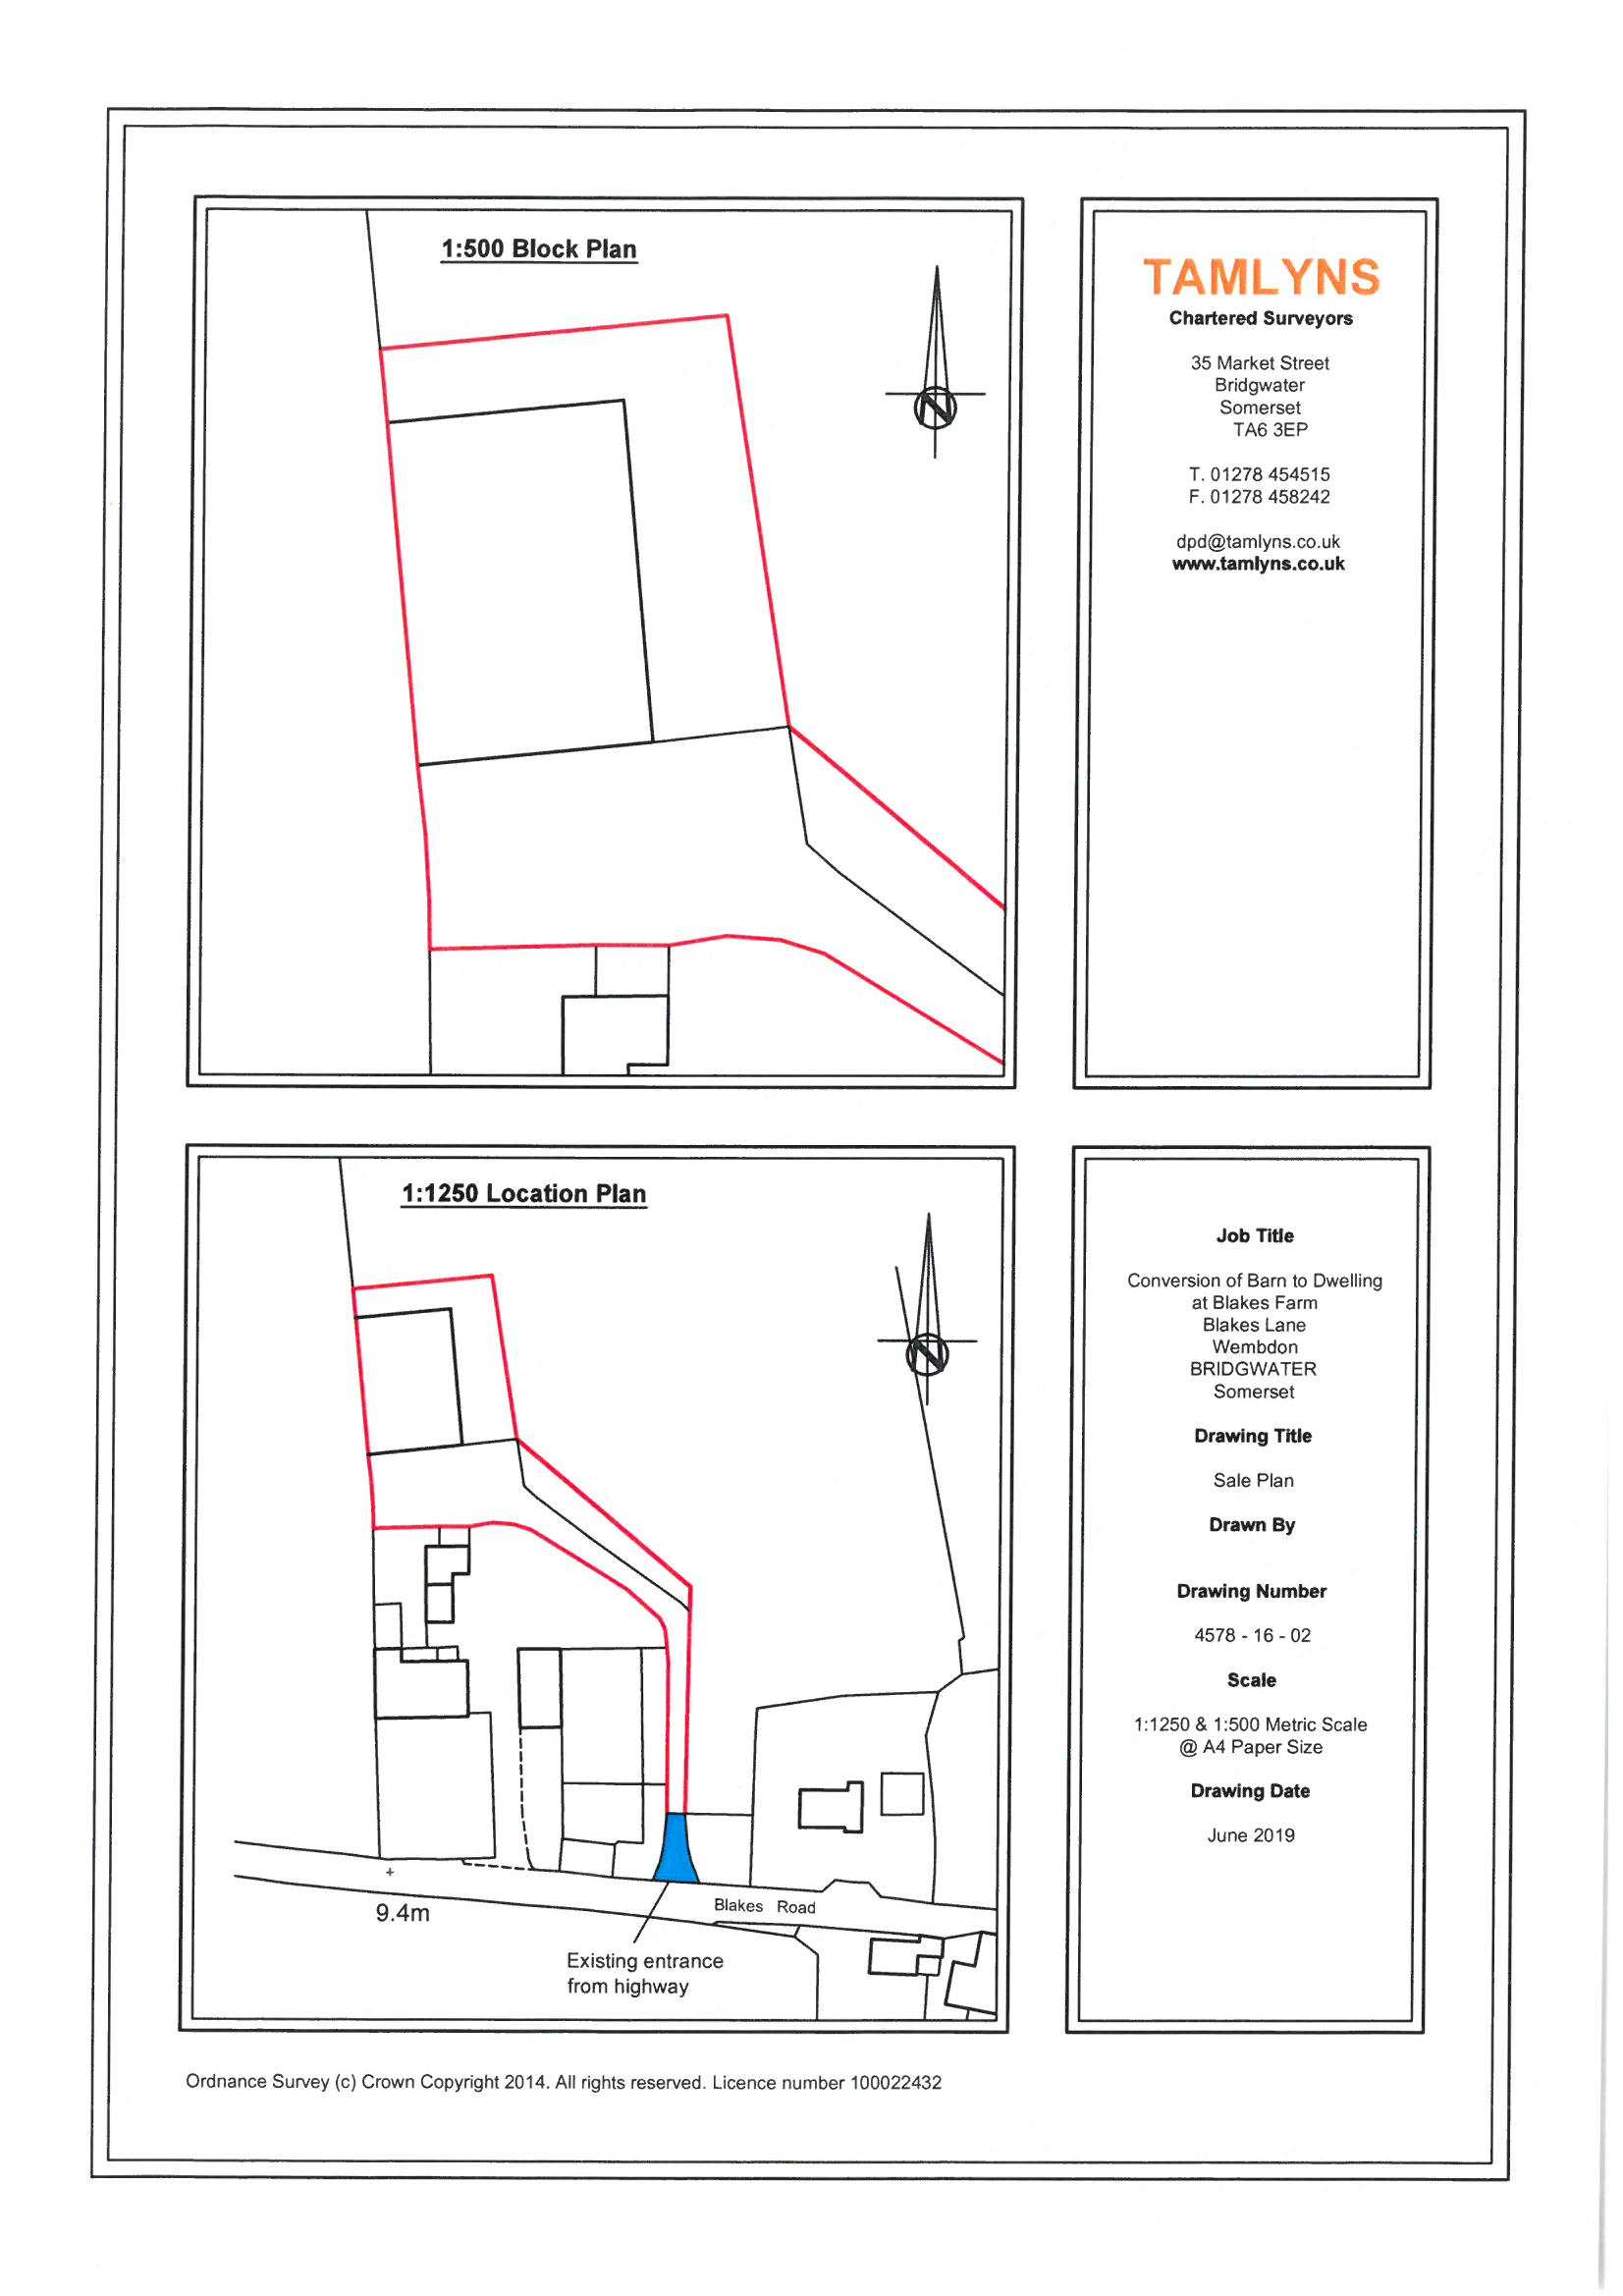 1:500 Block Plan
N
TAMLYNS
Chartered Surveyors
35 Market Street
Bridgwater
Somerset
TA6 3EP
T. 01278 454515
F. 01278 458242
dpd@tamlyns.co.uk
www.tamlyns.co.uk
1:1250 Location Plan
N
9.4m
Blakes Road
Existing entrance
from highway
Job Title
Conversion of Barn to Dwelling
at Blakes Farm
Blakes Lane
Wembdon
BRIDGWATER
Somerset
Drawing Title
Sale Plan
Drawn By
Drawing Number
4578 - 16 - 02
Scale
1:1250 & 1:500 Metric Scale
@ A4 Paper Size
Drawing Date
June 2019
Ordnance Survey (c) Crown Copyright 2014. All rights reserved. Licence number 100022432